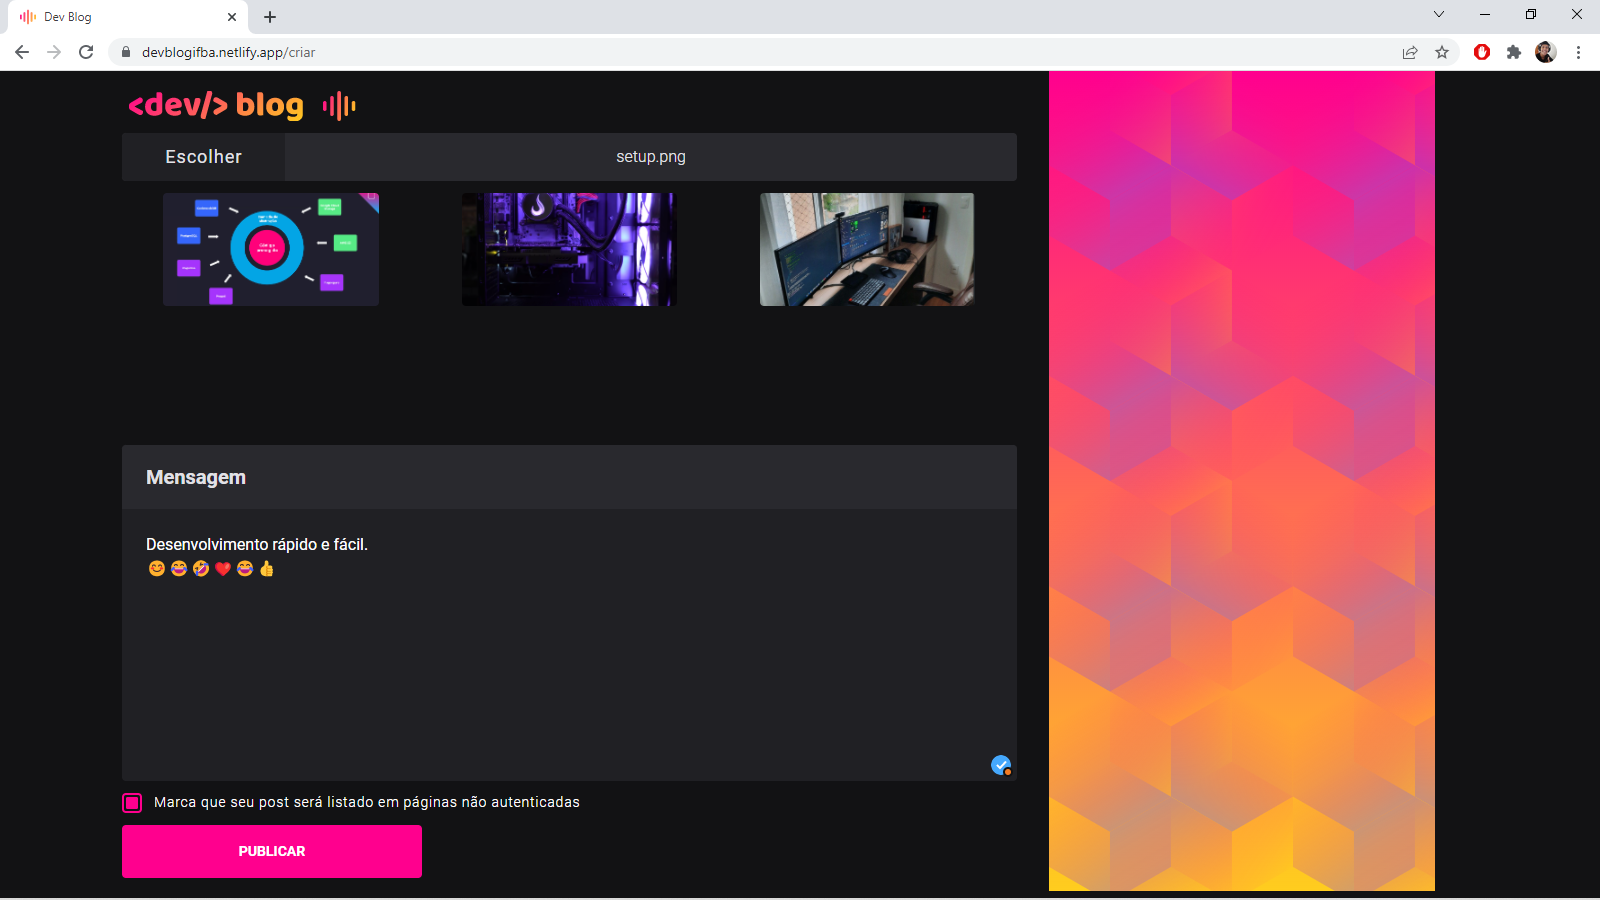 Dev Blog
devblogifba.netlify.app/criar
<dev/> blog
Escolher
setup.png
Mensagem
Desenvolvimento rápido e fácil.
😊 😂 🤣 ❤️ 😂 👍
Marca que seu post será listado em páginas não autenticadas
PUBLICAR